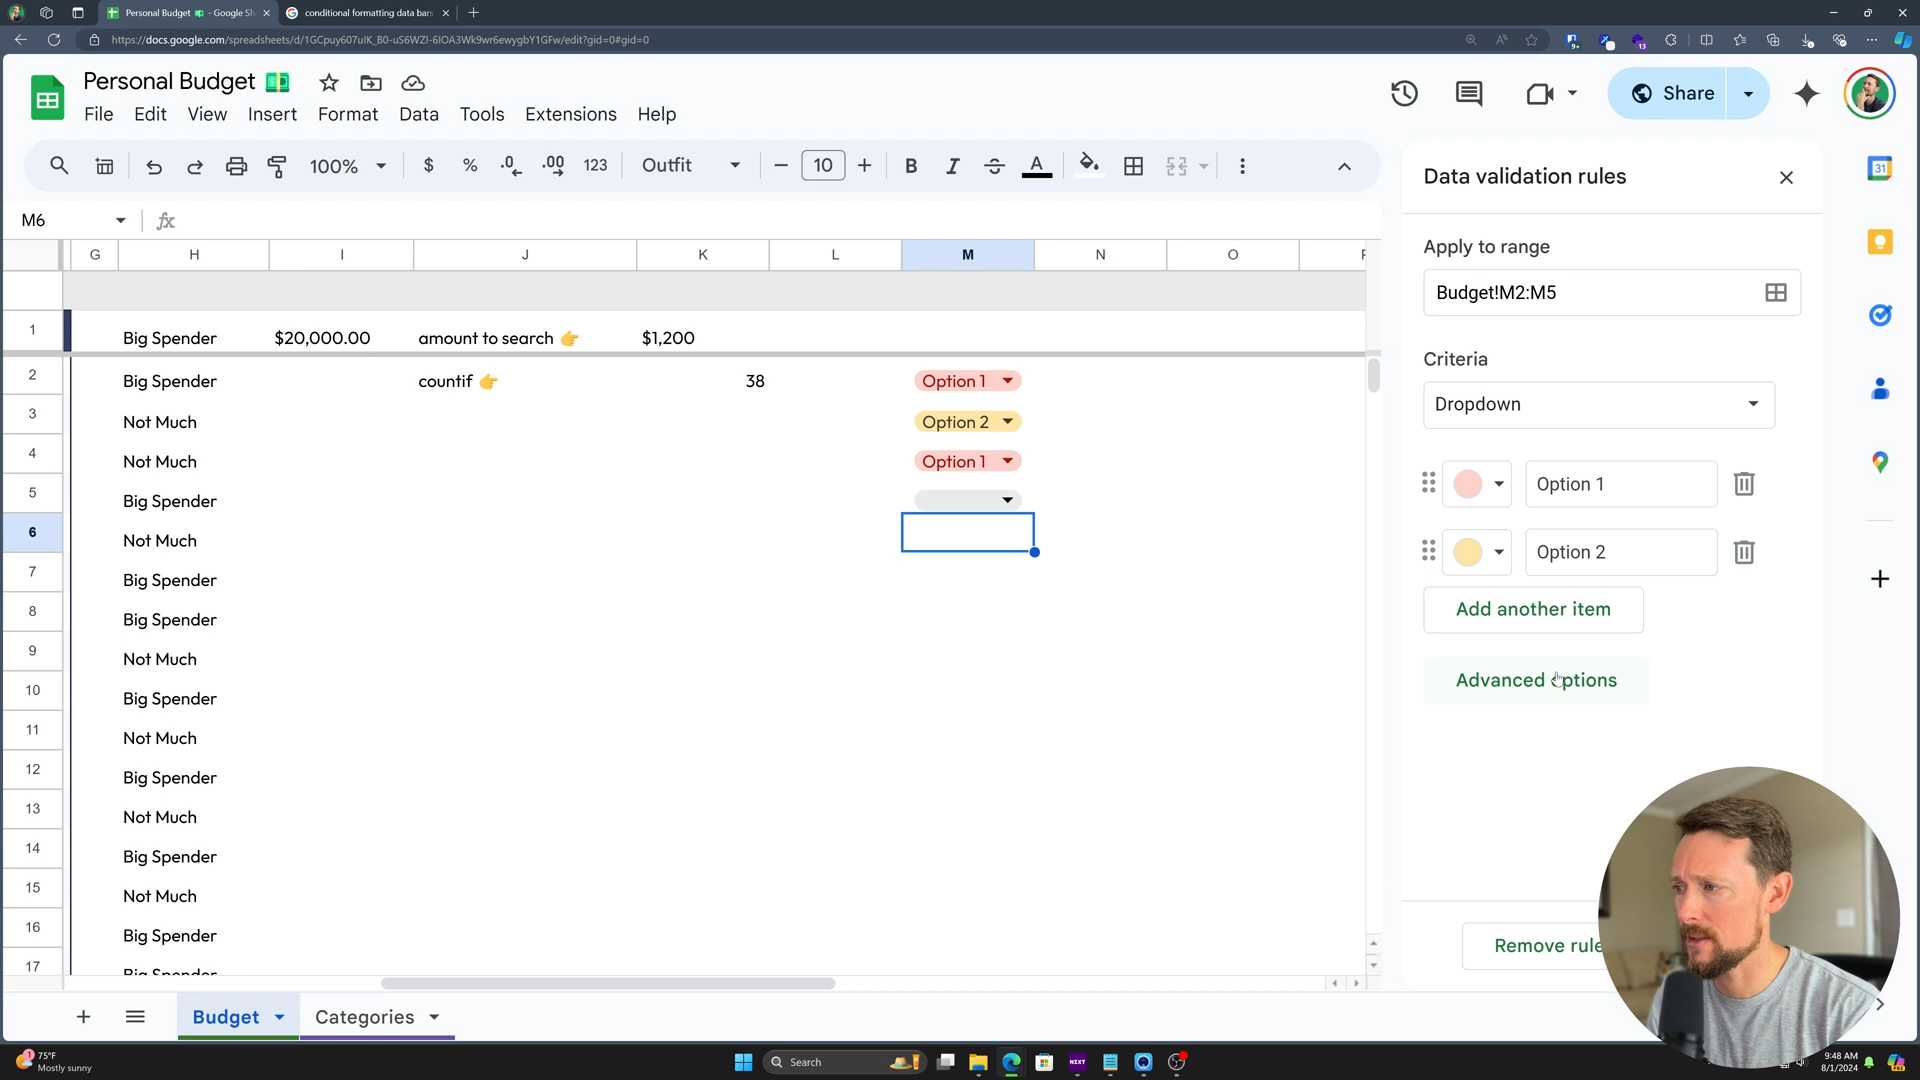 Personal Budget - Google Sh
conditional formatting data bars
https://docs.google.com/spreadsheets/d/1GCpuy607uIK_B0-uS6WZI-6IOA3Wk9wr6ewygbY1GFw/edit?gid=0#gid=0
Personal Budget
File Edit View Insert Format Data Tools Extensions Help
Share
100% $ % .0 .00 123 Outfit 10 B I S A
M6 fx
G H I J K L M N O
1 Big Spender $20,000.00 amount to search 👉 $1,200
2 Big Spender countif 👉 38 Option 1
3 Not Much Option 2
4 Not Much Option 1
5 Big Spender
6 Not Much
7 Big Spender
8 Big Spender
9 Not Much
10 Big Spender
11 Not Much
12 Big Spender
13 Not Much
14 Big Spender
15 Not Much
16 Big Spender
17 Big Spender
Data validation rules
Apply to range
Budget!M2:M5
Criteria
Dropdown
Option 1
Option 2
Add another item
Advanced options
Remove rule
31
Budget Categories
75°F
Mostly sunny
Search
NEXT
9:48 AM
8/1/2024